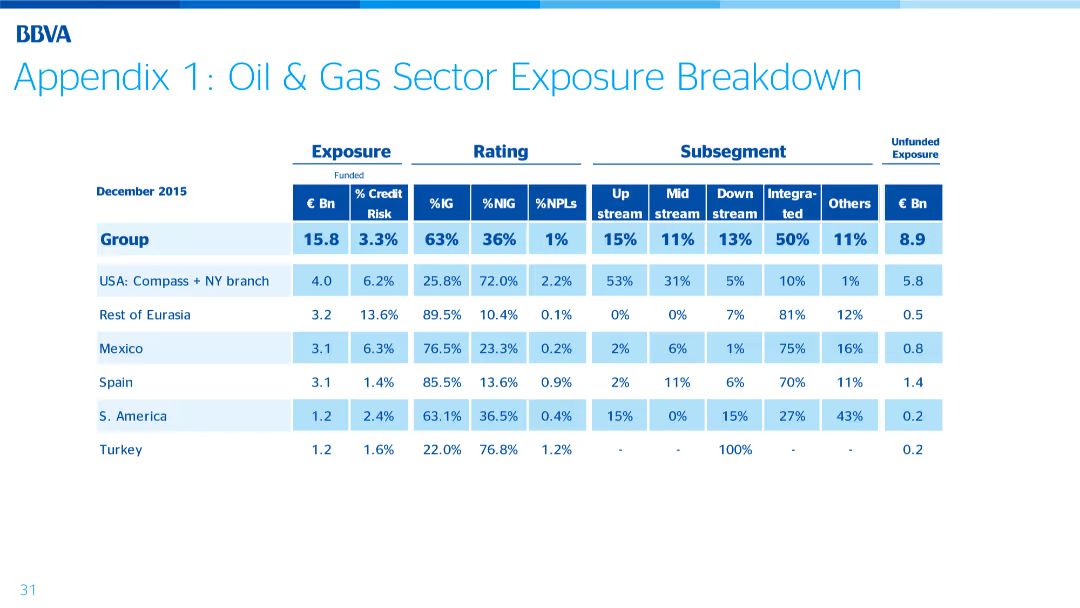 BBVA
Appendix 1: Oil & Gas Sector Exposure Breakdown
Exposure Rating Subsegment Unfunded Exposure
Funded
December 2015 € Bn % Credit Risk %IG %NIG %NPLs Up stream Mid stream Down stream Integra-ted Others € Bn
Group 15.8 3.3% 63% 36% 1% 15% 11% 13% 50% 11% 8.9
USA: Compass + NY branch 4.0 6.2% 25.8% 72.0% 2.2% 53% 31% 5% 10% 1% 5.8
Rest of Eurasia 3.2 13.6% 89.5% 10.4% 0.1% 0% 0% 7% 81% 12% 0.5
Mexico 3.1 6.3% 76.5% 23.3% 0.2% 2% 6% 1% 75% 16% 0.8
Spain 3.1 1.4% 85.5% 13.6% 0.9% 2% 11% 6% 70% 11% 1.4
S. America 1.2 2.4% 63.1% 36.5% 0.4% 15% 0% 15% 27% 43% 0.2
Turkey 1.2 1.6% 22.0% 76.8% 1.2% - - 100% - - 0.2
31